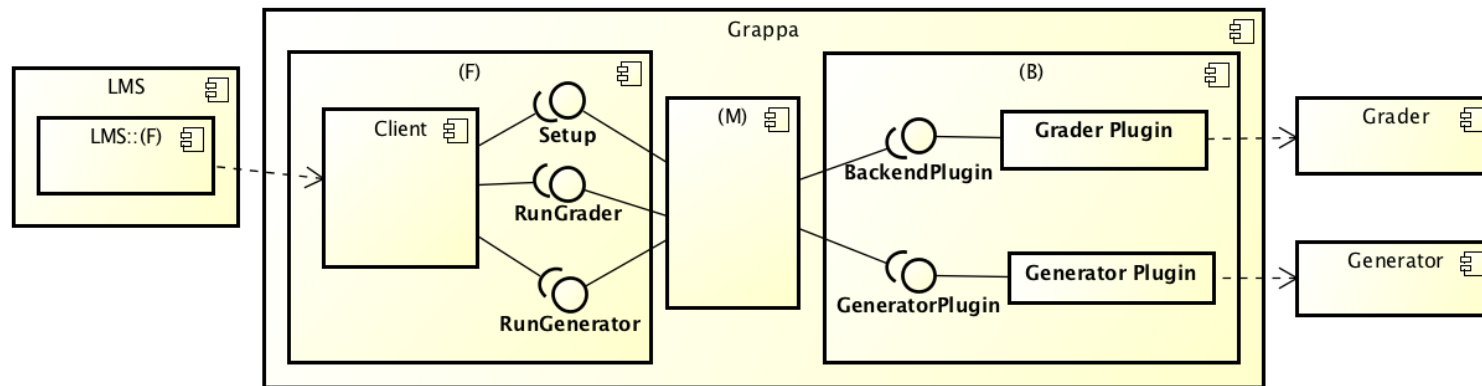 Grappa
LMS
LMS::(F)
(F)
Client
Setup
RunGrader
RunGenerator
(M)
(B)
BackendPlugin
Grader Plugin
GeneratorPlugin
Generator Plugin
Grader
Generator